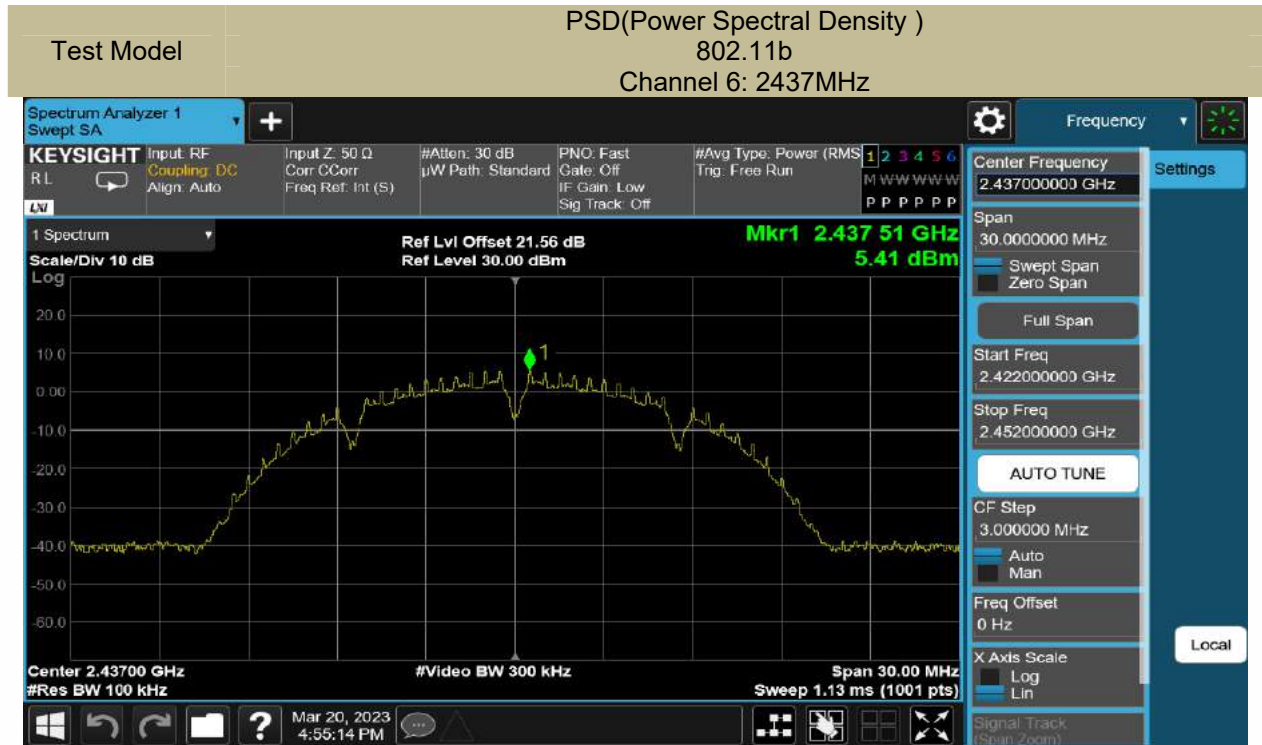 Test Model
PSD(Power Spectral Density )
802.11b
Channel 6: 2437MHz
Spectrum Analyzer 1
Swept SA
+
Frequency
KEYSIGHT
R L
LXI
Input: RF
Coupling: DC
Align: Auto
Input Z: 50 Ω
Corr CCorr
Freq Ref: Int (S)
#Atten: 30 dB
µW Path: Standard
PNO: Fast
Gate: Off
IF Gain: Low
Sig Track: Off
#Avg Type: Power (RMS
Trig: Free Run
1 2 3 4 5 6
M W W W W W
P P P P P P
1 Spectrum
Scale/Div 10 dB
Log
Ref Lvl Offset 21.56 dB
Ref Level 30.00 dBm
Mkr1 2.437 51 GHz
5.41 dBm
20.0
10.0
0.00
-10.0
-20.0
-30.0
-40.0
-50.0
-60.0
1
Center 2.43700 GHz
#Res BW 100 kHz
#Video BW 300 kHz
Span 30.00 MHz
Sweep 1.13 ms (1001 pts)
Center Frequency
2.437000000 GHz
Span
30.0000000 MHz
Swept Span
Zero Span
Full Span
Start Freq
2.422000000 GHz
Stop Freq
2.452000000 GHz
AUTO TUNE
CF Step
3.000000 MHz
Auto
Man
Freq Offset
0 Hz
X Axis Scale
Log
Lin
Signal Track
(Span Zoom)
Settings
Local
?
Mar 20, 2023
4:55:14 PM